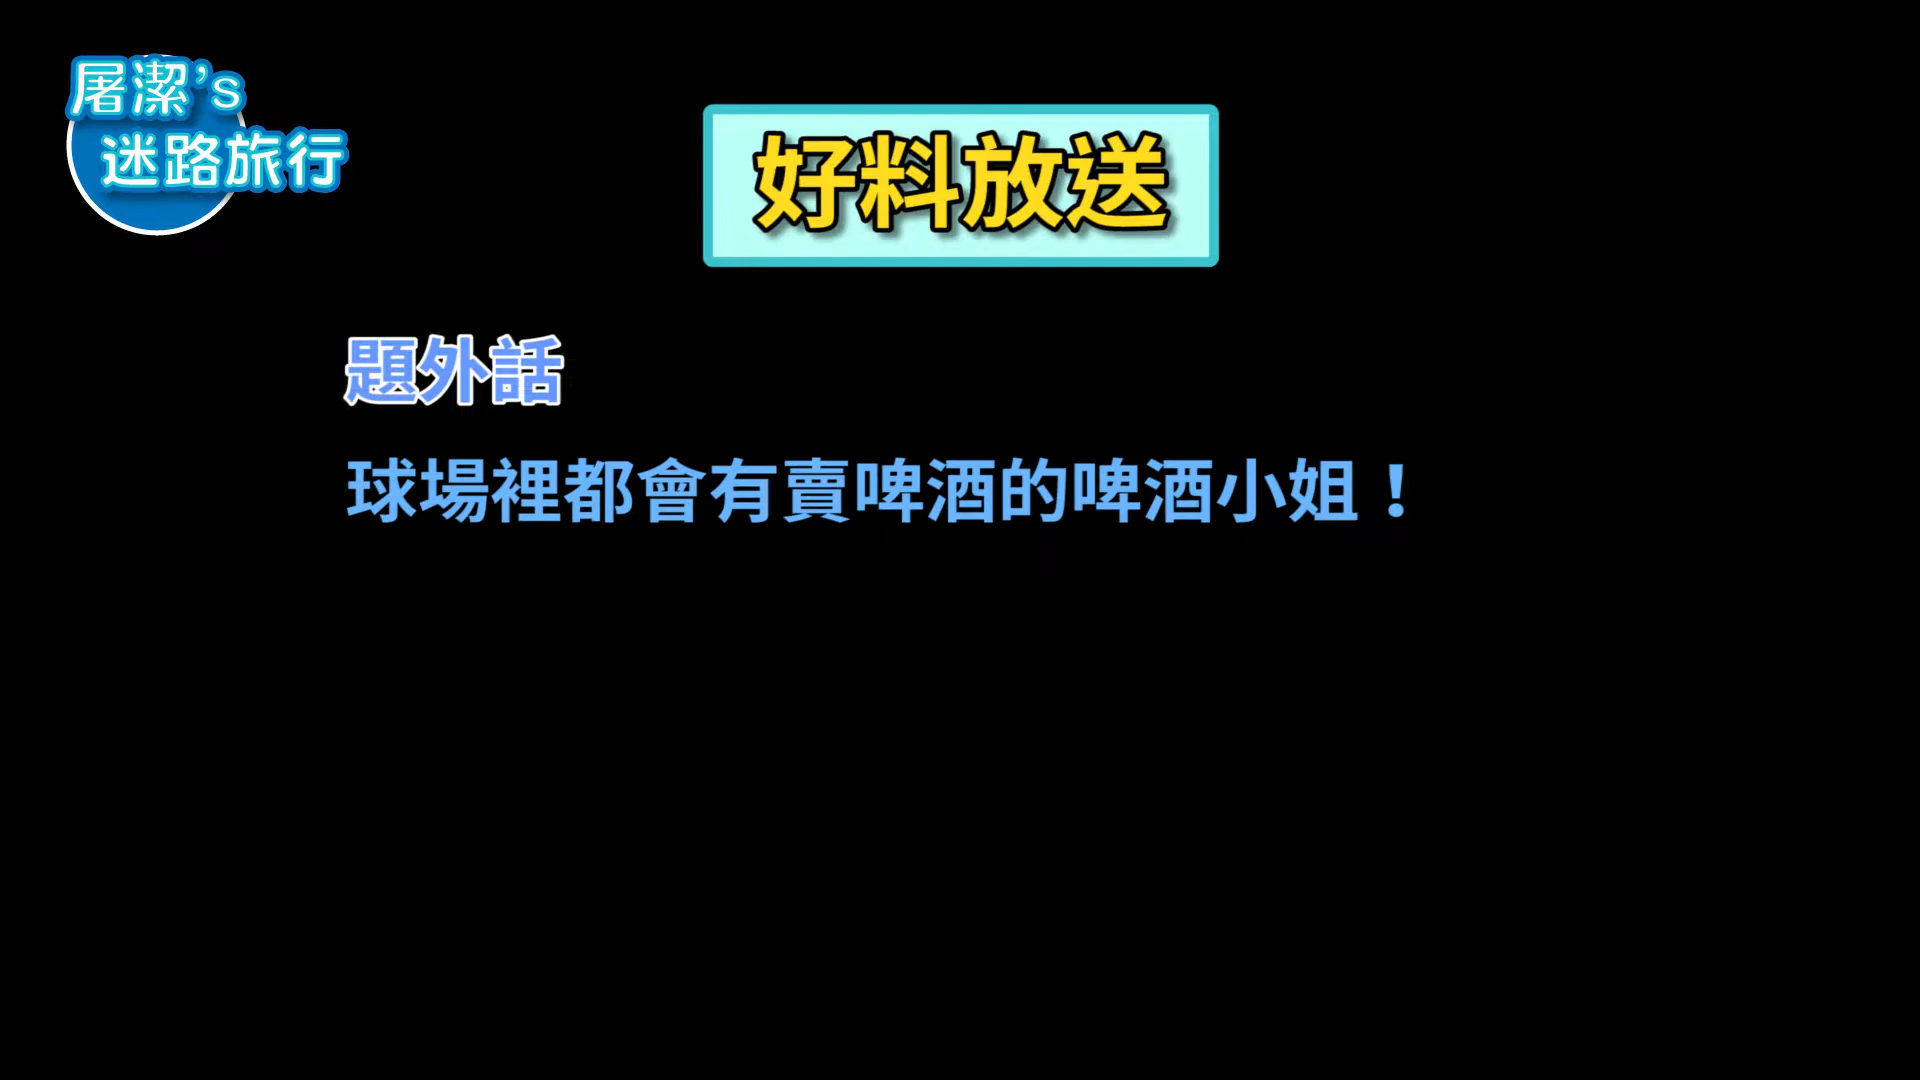 屠潔's
迷路旅行
好料放送
題外話
球場裡都會有賣啤酒的啤酒小姐！